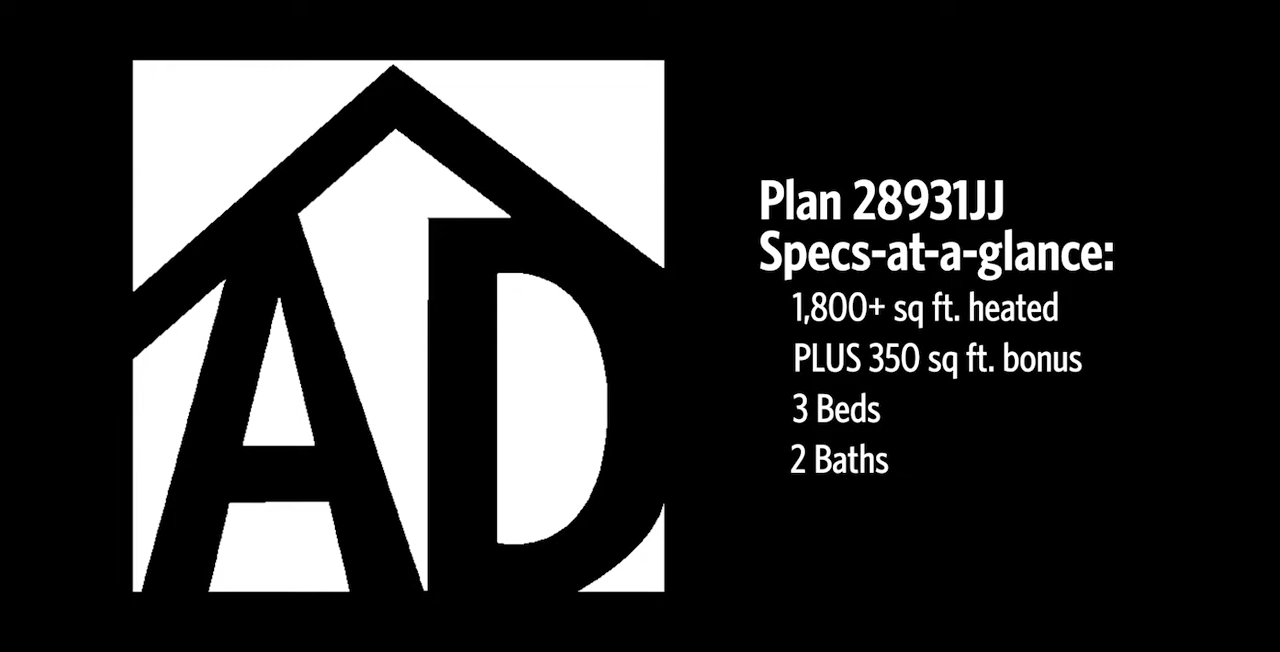 AD
Plan 28931JJ
Specs-at-a-glance:
1,800+ sq ft. heated
PLUS 350 sq ft. bonus
3 Beds
2 Baths